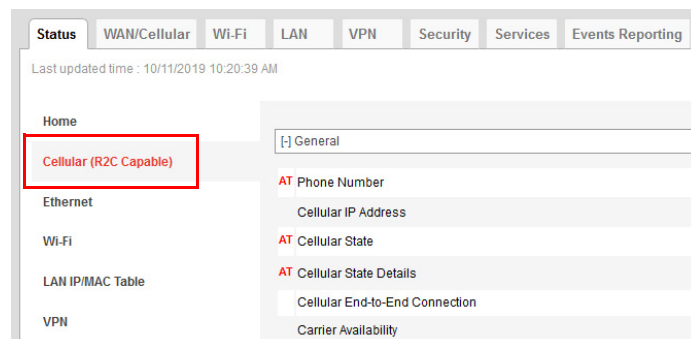 Status WAN/Cellular Wi-Fi LAN VPN Security Services Events Reporting
Last updated time : 10/11/2019 10:20:39 AM
Home
Cellular (R2C Capable)
Ethernet
Wi-Fi
LAN IP/MAC Table
VPN
[-] General
AT Phone Number
Cellular IP Address
AT Cellular State
AT Cellular State Details
Cellular End-to-End Connection
Carrier Availability